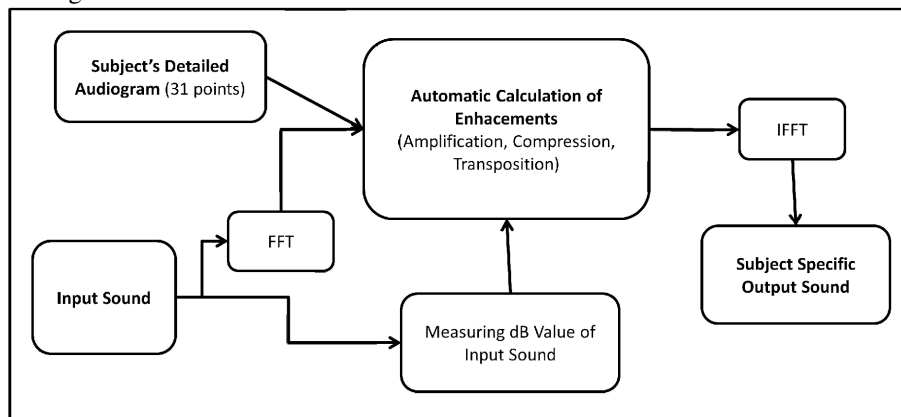 Subject's Detailed
Audiogram (31 points)
Automatic Calculation of
Enhacements
(Amplification, Compression,
Transposition)
IFFT
FFT
Input Sound
Measuring dB Value of
Input Sound
Subject Specific
Output Sound